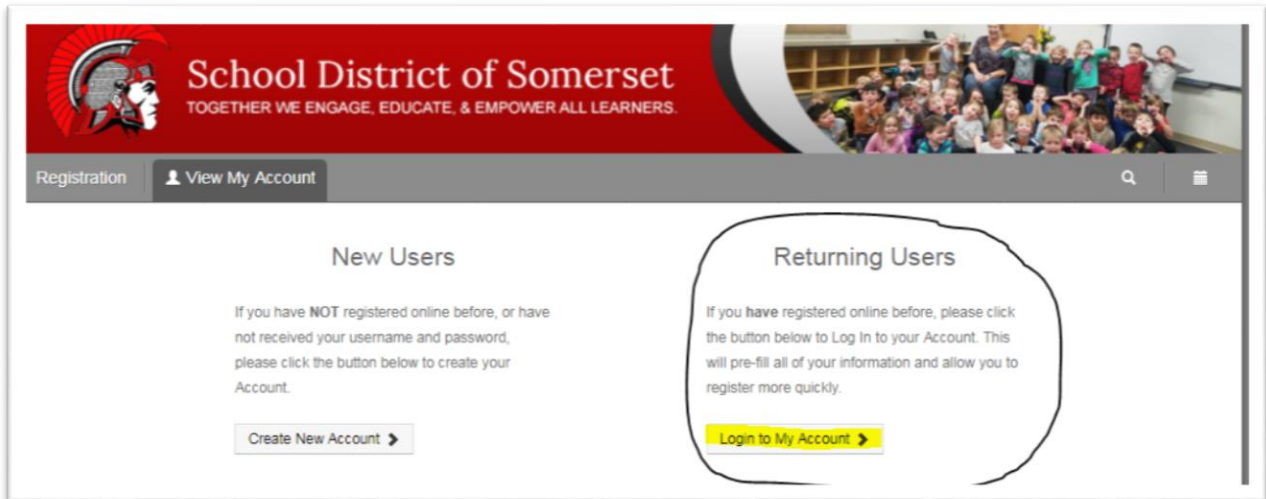 School District of Somerset
TOGETHER WE ENGAGE, EDUCATE, & EMPOWER ALL LEARNERS.
Registration
View My Account
New Users
If you have NOT registered online before, or have
not received your username and password,
please click the button below to create your
Account.
Create New Account
Returning Users
If you have registered online before, please click
the button below to Log In to your Account. This
will pre-fill all of your information and allow you to
register more quickly.
Login to My Account